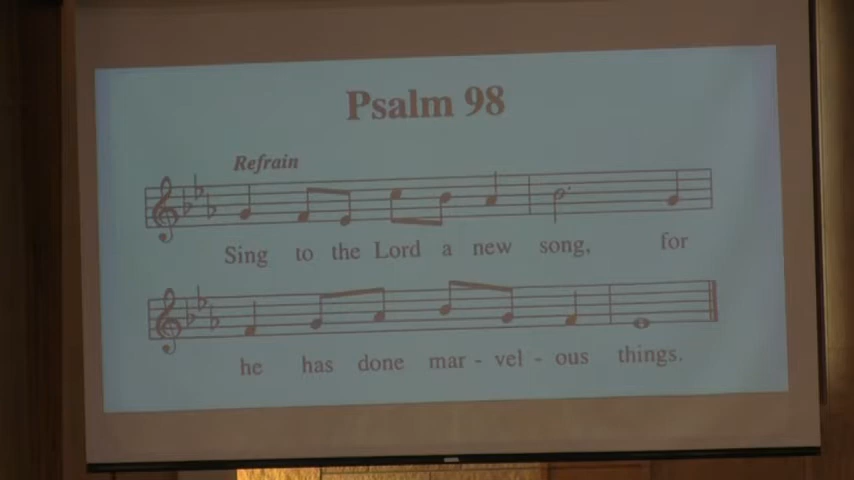 Psalm 98
Refrain
Sing to the Lord a new song, for
he has done mar - vel - ous things.